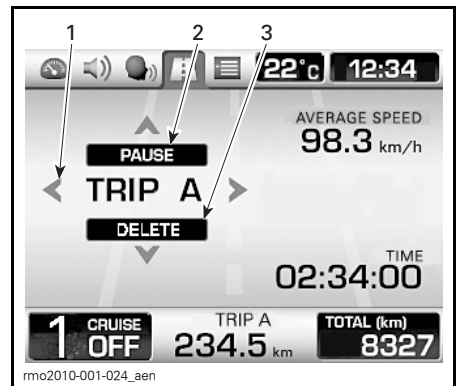 1 2 3
22°c 12:34
AVERAGE SPEED
98.3 km/h
PAUSE
TRIP A
DELETE
TIME
02:34:00
1 CRUISE OFF
TRIP A
234.5 km
TOTAL (km)
8327
rmo2010-001-024_aen